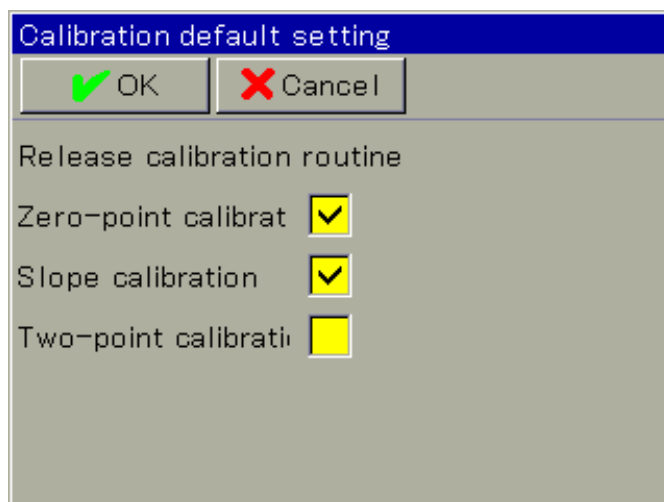 Calibration default setting
OK Cancel
Release calibration routine
Zero-point calibrat
Slope calibration
Two-point calibrati